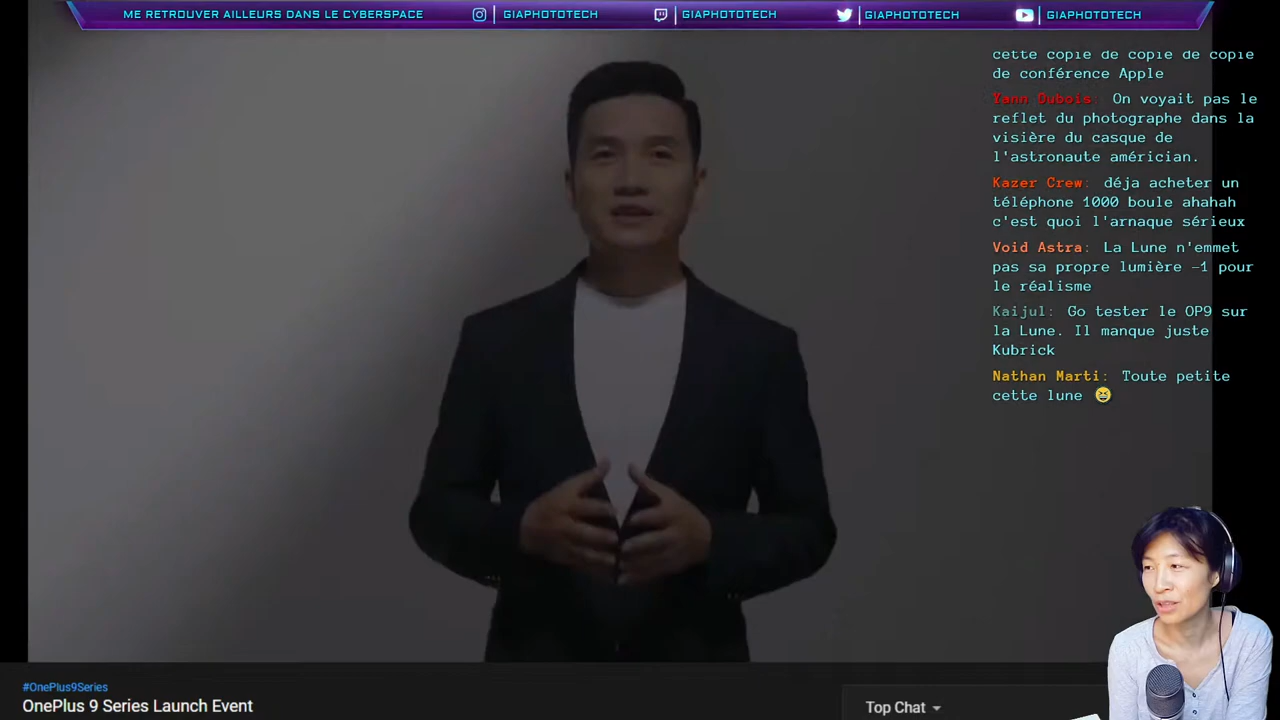 ME RETROUVER AILLEURS DANS LE CYBERSPACE
GIAPHOTOTECH
GIAPHOTOTECH
GIAPHOTOTECH
GIAPHOTOTECH
cette copie de copie de copie
de conférence Apple
Yann Dubois: On voyait pas le
reflet du photographe dans la
visière du casque de
l'astronaute américian.
Kazer Crew: déja acheter un
téléphone 1000 boule ahahah
c'est quoi l'arnaque sérieux
Void Astra: La Lune n'emmet
pas sa propre lumière -1 pour
le réalisme
Kaijul: Go tester le OP9 sur
la Lune. Il manque juste
Kubrick
Nathan Marti: Toute petite
cette lune 😆
#OnePlus9Series
OnePlus 9 Series Launch Event
Top Chat